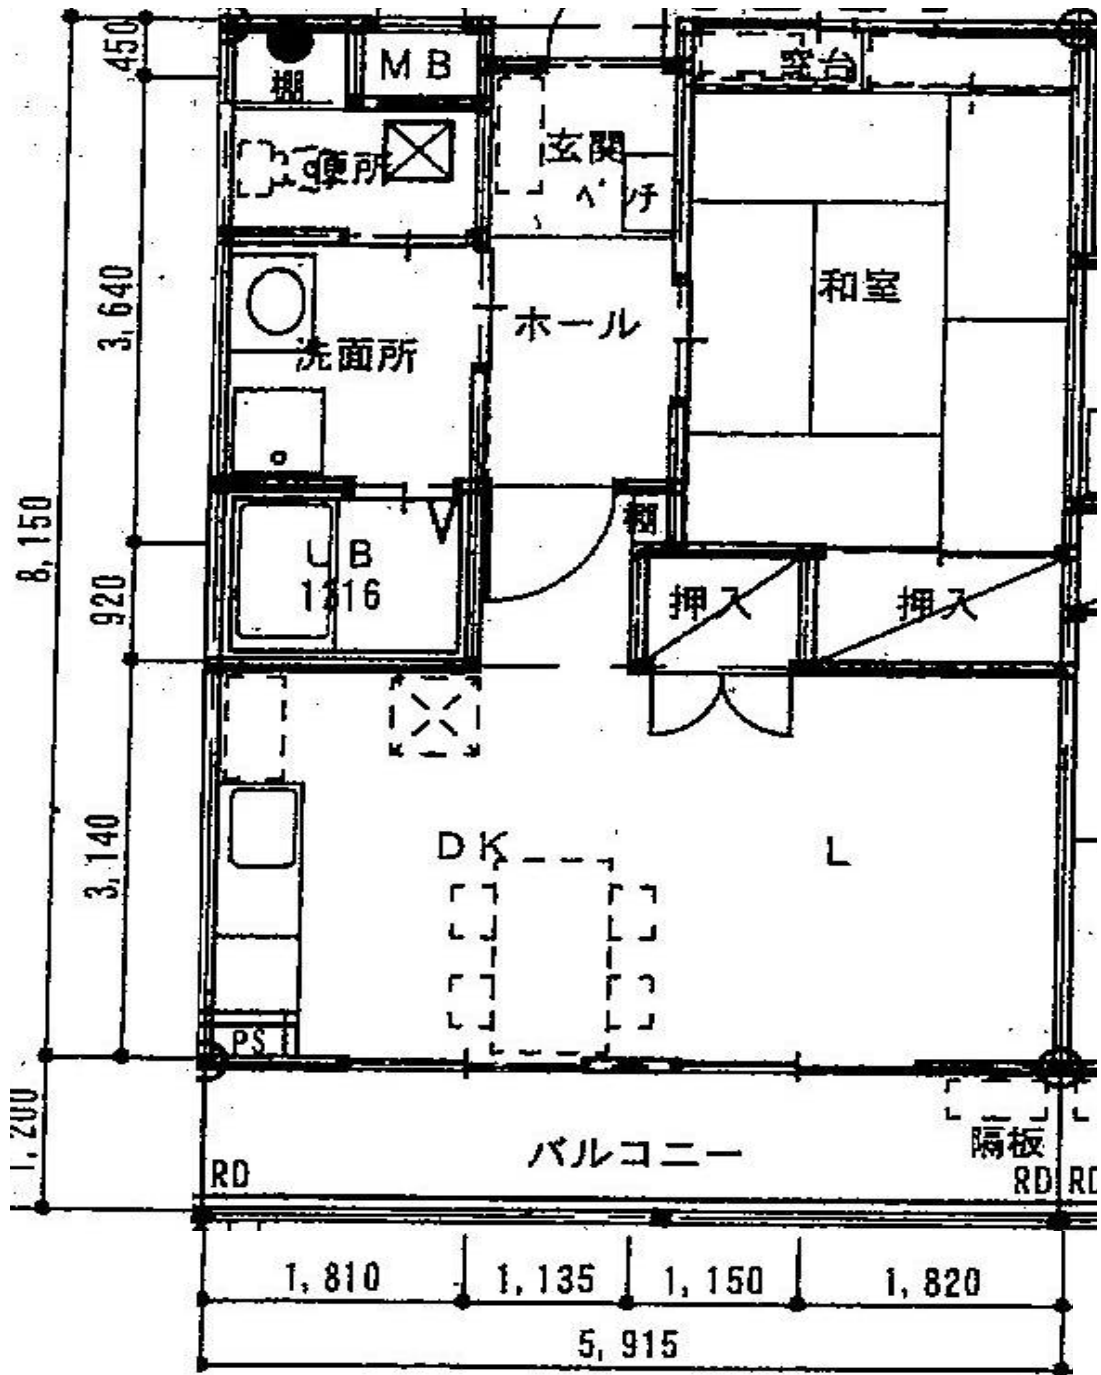 450
棚
MB
窓台
玄関
便所
ベンチ
3,640
和室
ホール
洗面所
8,150
棚
UB
1616
押入
押入
920
DK
L
3,140
PS
1,200
バルコニー
隔板
RD
RD
RD
1,810
1,135
1,150
1,820
5,915